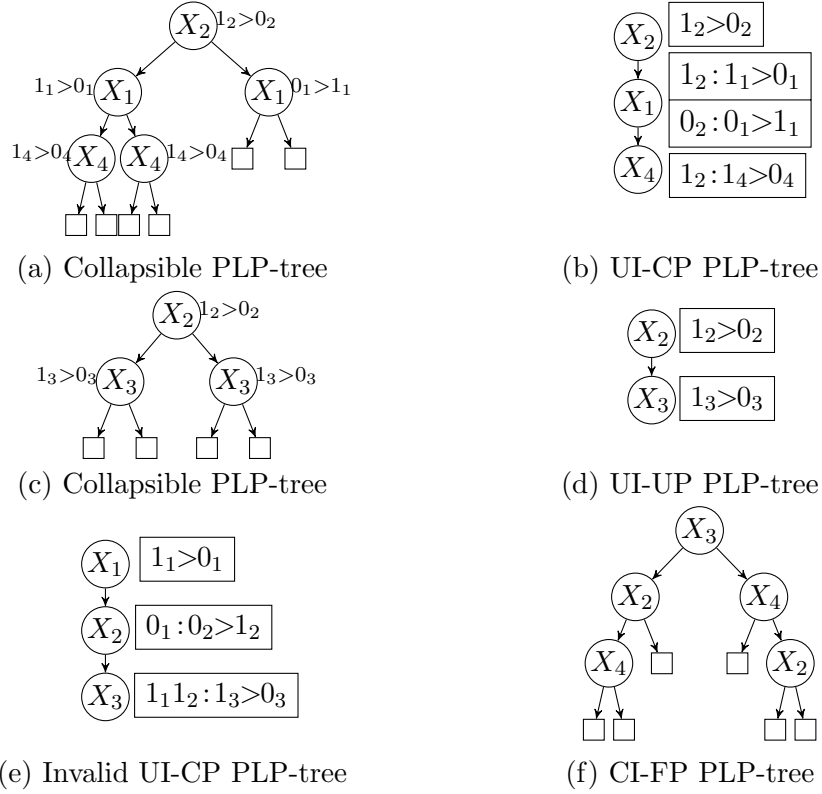 X₂ 1₂>0₂
1₁>0₁ X₁ X₁ 0₁>1₁
1₄>0₄ X₄ X₄ 1₄>0₄
(a) Collapsible PLP-tree
X₂ 1₂>0₂
1₂:1₁>0₁
X₁
0₂:0₁>1₁
X₄ 1₂:1₄>0₄
(b) UI-CP PLP-tree
X₂ 1₂>0₂
1₃>0₃ X₃ X₃ 1₃>0₃
(c) Collapsible PLP-tree
X₂ 1₂>0₂
X₃ 1₃>0₃
(d) UI-UP PLP-tree
X₁ 1₁>0₁
X₂ 0₁:0₂>1₂
X₃ 1₁1₂:1₃>0₃
(e) Invalid UI-CP PLP-tree
X₃
X₂ X₄
X₄ X₂
(f) CI-FP PLP-tree